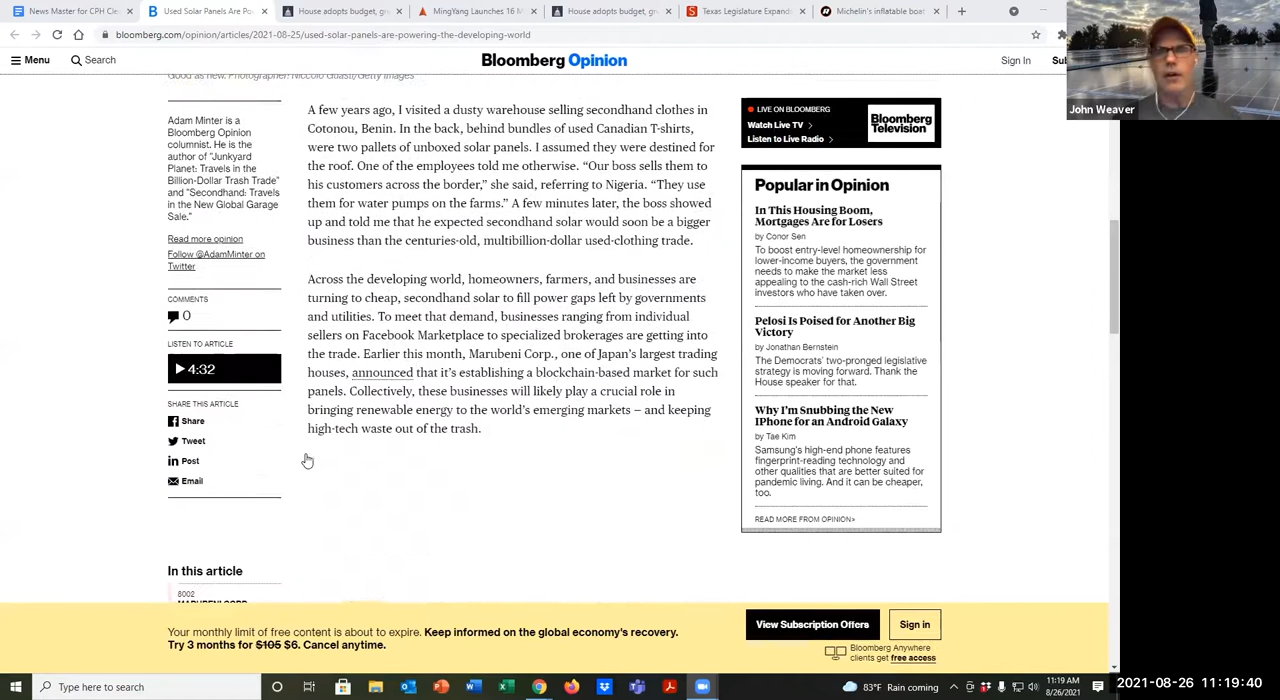 News Master for CPH Cle
Used Solar Panels Are Po
House adopts budget, gre
MingYang Launches 16 M
House adopts budget, gre
Texas Legislature Expands
Michelin's inflatable boat
bloomberg.com/opinion/articles/2021-08-25/used-solar-panels-are-powering-the-developing-world
Menu
Search
Bloomberg Opinion
Sign In
Sub
John Weaver
Good as new. Photographer: Niccolo Guasti/Getty Images
Adam Minter is a
Bloomberg Opinion
columnist. He is the
author of "Junkyard
Planet: Travels in the
Billion-Dollar Trash Trade"
and "Secondhand: Travels
in the New Global Garage
Sale."
Read more opinion
Follow @AdamMinter on
Twitter
COMMENTS
0
LISTEN TO ARTICLE
4:32
SHARE THIS ARTICLE
Share
Tweet
Post
Email
A few years ago, I visited a dusty warehouse selling secondhand clothes in
Cotonou, Benin. In the back, behind bundles of used Canadian T-shirts,
were two pallets of unboxed solar panels. I assumed they were destined for
the roof. One of the employees told me otherwise. “Our boss sells them to
his customers across the border,” she said, referring to Nigeria. “They use
them for water pumps on the farms.” A few minutes later, the boss showed
up and told me that he expected secondhand solar would soon be a bigger
business than the centuries-old, multibillion-dollar used-clothing trade.
Across the developing world, homeowners, farmers, and businesses are
turning to cheap, secondhand solar to fill power gaps left by governments
and utilities. To meet that demand, businesses ranging from individual
sellers on Facebook Marketplace to specialized brokerages are getting into
the trade. Earlier this month, Marubeni Corp., one of Japan’s largest trading
houses, announced that it’s establishing a blockchain-based market for such
panels. Collectively, these businesses will likely play a crucial role in
bringing renewable energy to the world’s emerging markets – and keeping
high-tech waste out of the trash.
LIVE ON BLOOMBERG
Watch Live TV
Listen to Live Radio
Bloomberg
Television
Popular in Opinion
In This Housing Boom,
Mortgages Are for Losers
by Conor Sen
To boost entry-level homeownership for
lower-income buyers, the government
needs to make the market less
appealing to the cash-rich Wall Street
investors who have taken over.
Pelosi Is Poised for Another Big
Victory
by Jonathan Bernstein
The Democrats' two-pronged legislative
strategy is moving forward. Thank the
House speaker for that.
Why I'm Snubbing the New
IPhone for an Android Galaxy
by Tae Kim
Samsung's high-end phone features
fingerprint-reading technology and
other qualities that are better suited for
pandemic living. And it can be cheaper,
too.
READ MORE FROM OPINION»
In this article
8002
MARUBENI CORP
Your monthly limit of free content is about to expire. Keep informed on the global economy's recovery.
Try 3 months for $105 $6. Cancel anytime.
View Subscription Offers
Sign in
Bloomberg Anywhere
clients get free access
Type here to search
83°F Rain coming
11:19 AM
8/26/2021
2021-08-26 11:19:40